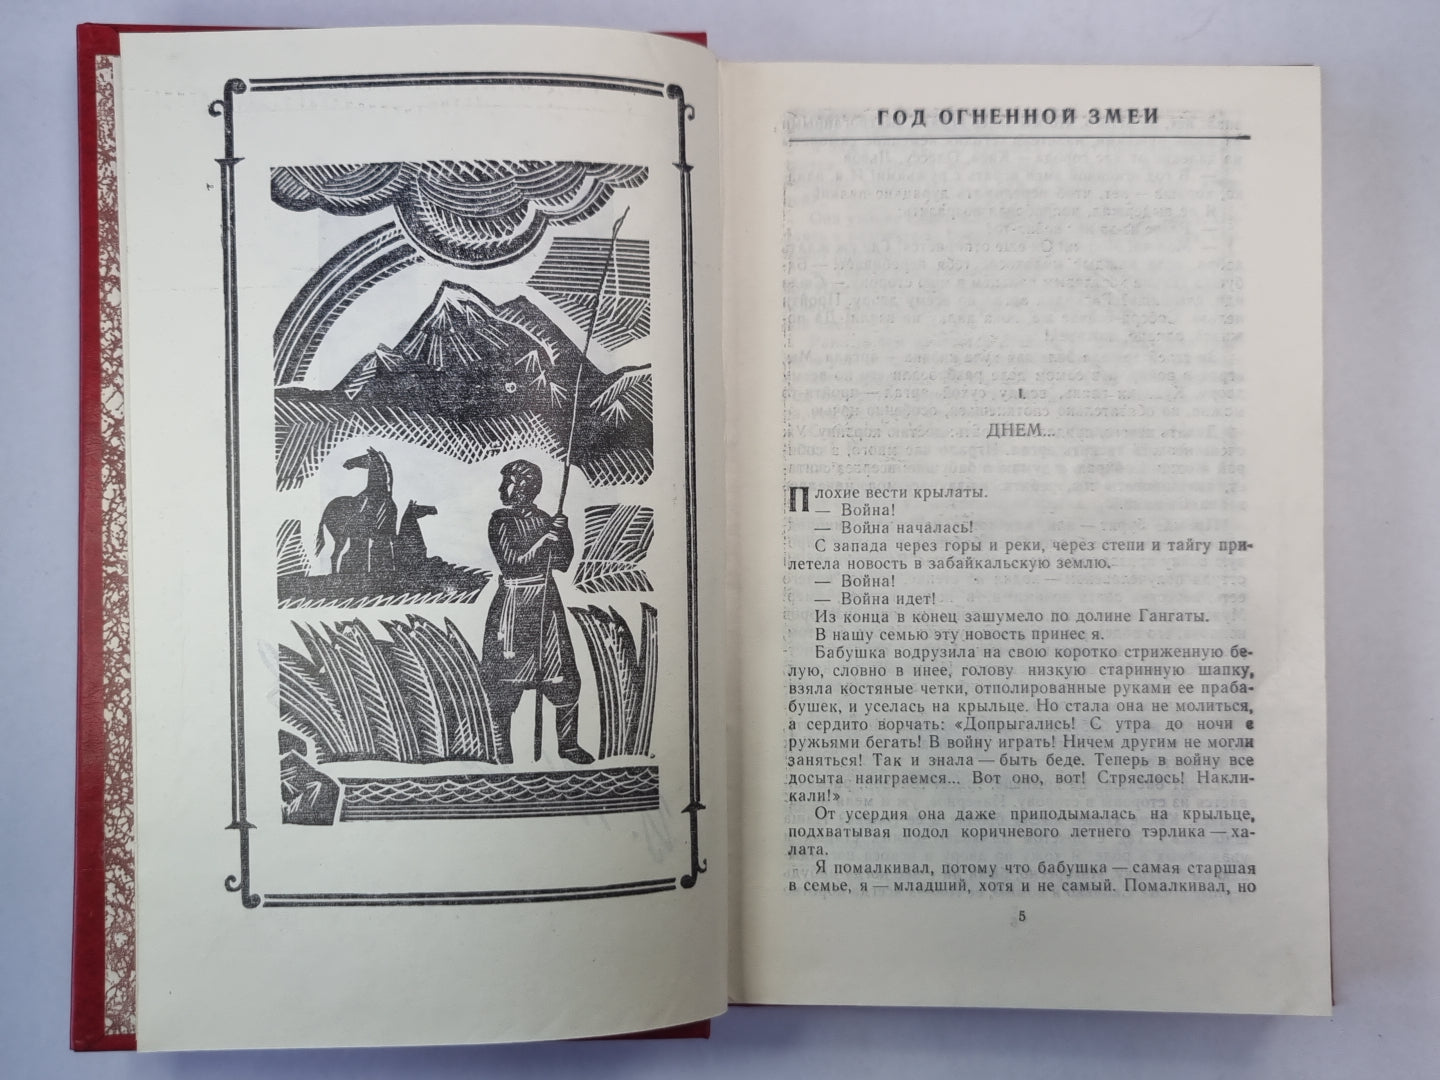 ГОД ОГНЕННОЙ ЗМЕИ
I.
ДНЕМ...
Плохие вести крылаты.
— Война!
— Война началась!
С запада через горы и реки, через степи и тайгу при-
летела новость в забайкальскую землю.
— Война!
— Война идет!
Из конца в конец зашумело по долине Гангаты.
В нашу семью эту новость принес я.
Бабушка водрузила на свою коротко стриженную бе-
лую, словно в инее, голову низкую старинную шапку,
взяла костяные четки, отполированные руками ее праба-
бушек, и уселась на крыльце. Но стала она не молиться,
а сердито ворчать: «Допрыгались! С утра до ночи с
ружьями бегать! В войну играть! Ничем другим не могли
заняться! Так и знала — быть беде. Теперь в войну все
досыта наиграемся... Вот оно, вот! Стряслось! Накли-
кали!»
От усердия она даже приподымалась на крыльце,
подхватывая подол коричневого летнего тэрлика — ха-
лата.
Я помалкивал, потому что бабушка — самая старшая
в семье, я — младший, хотя и не самый. Помалкивал, но
5